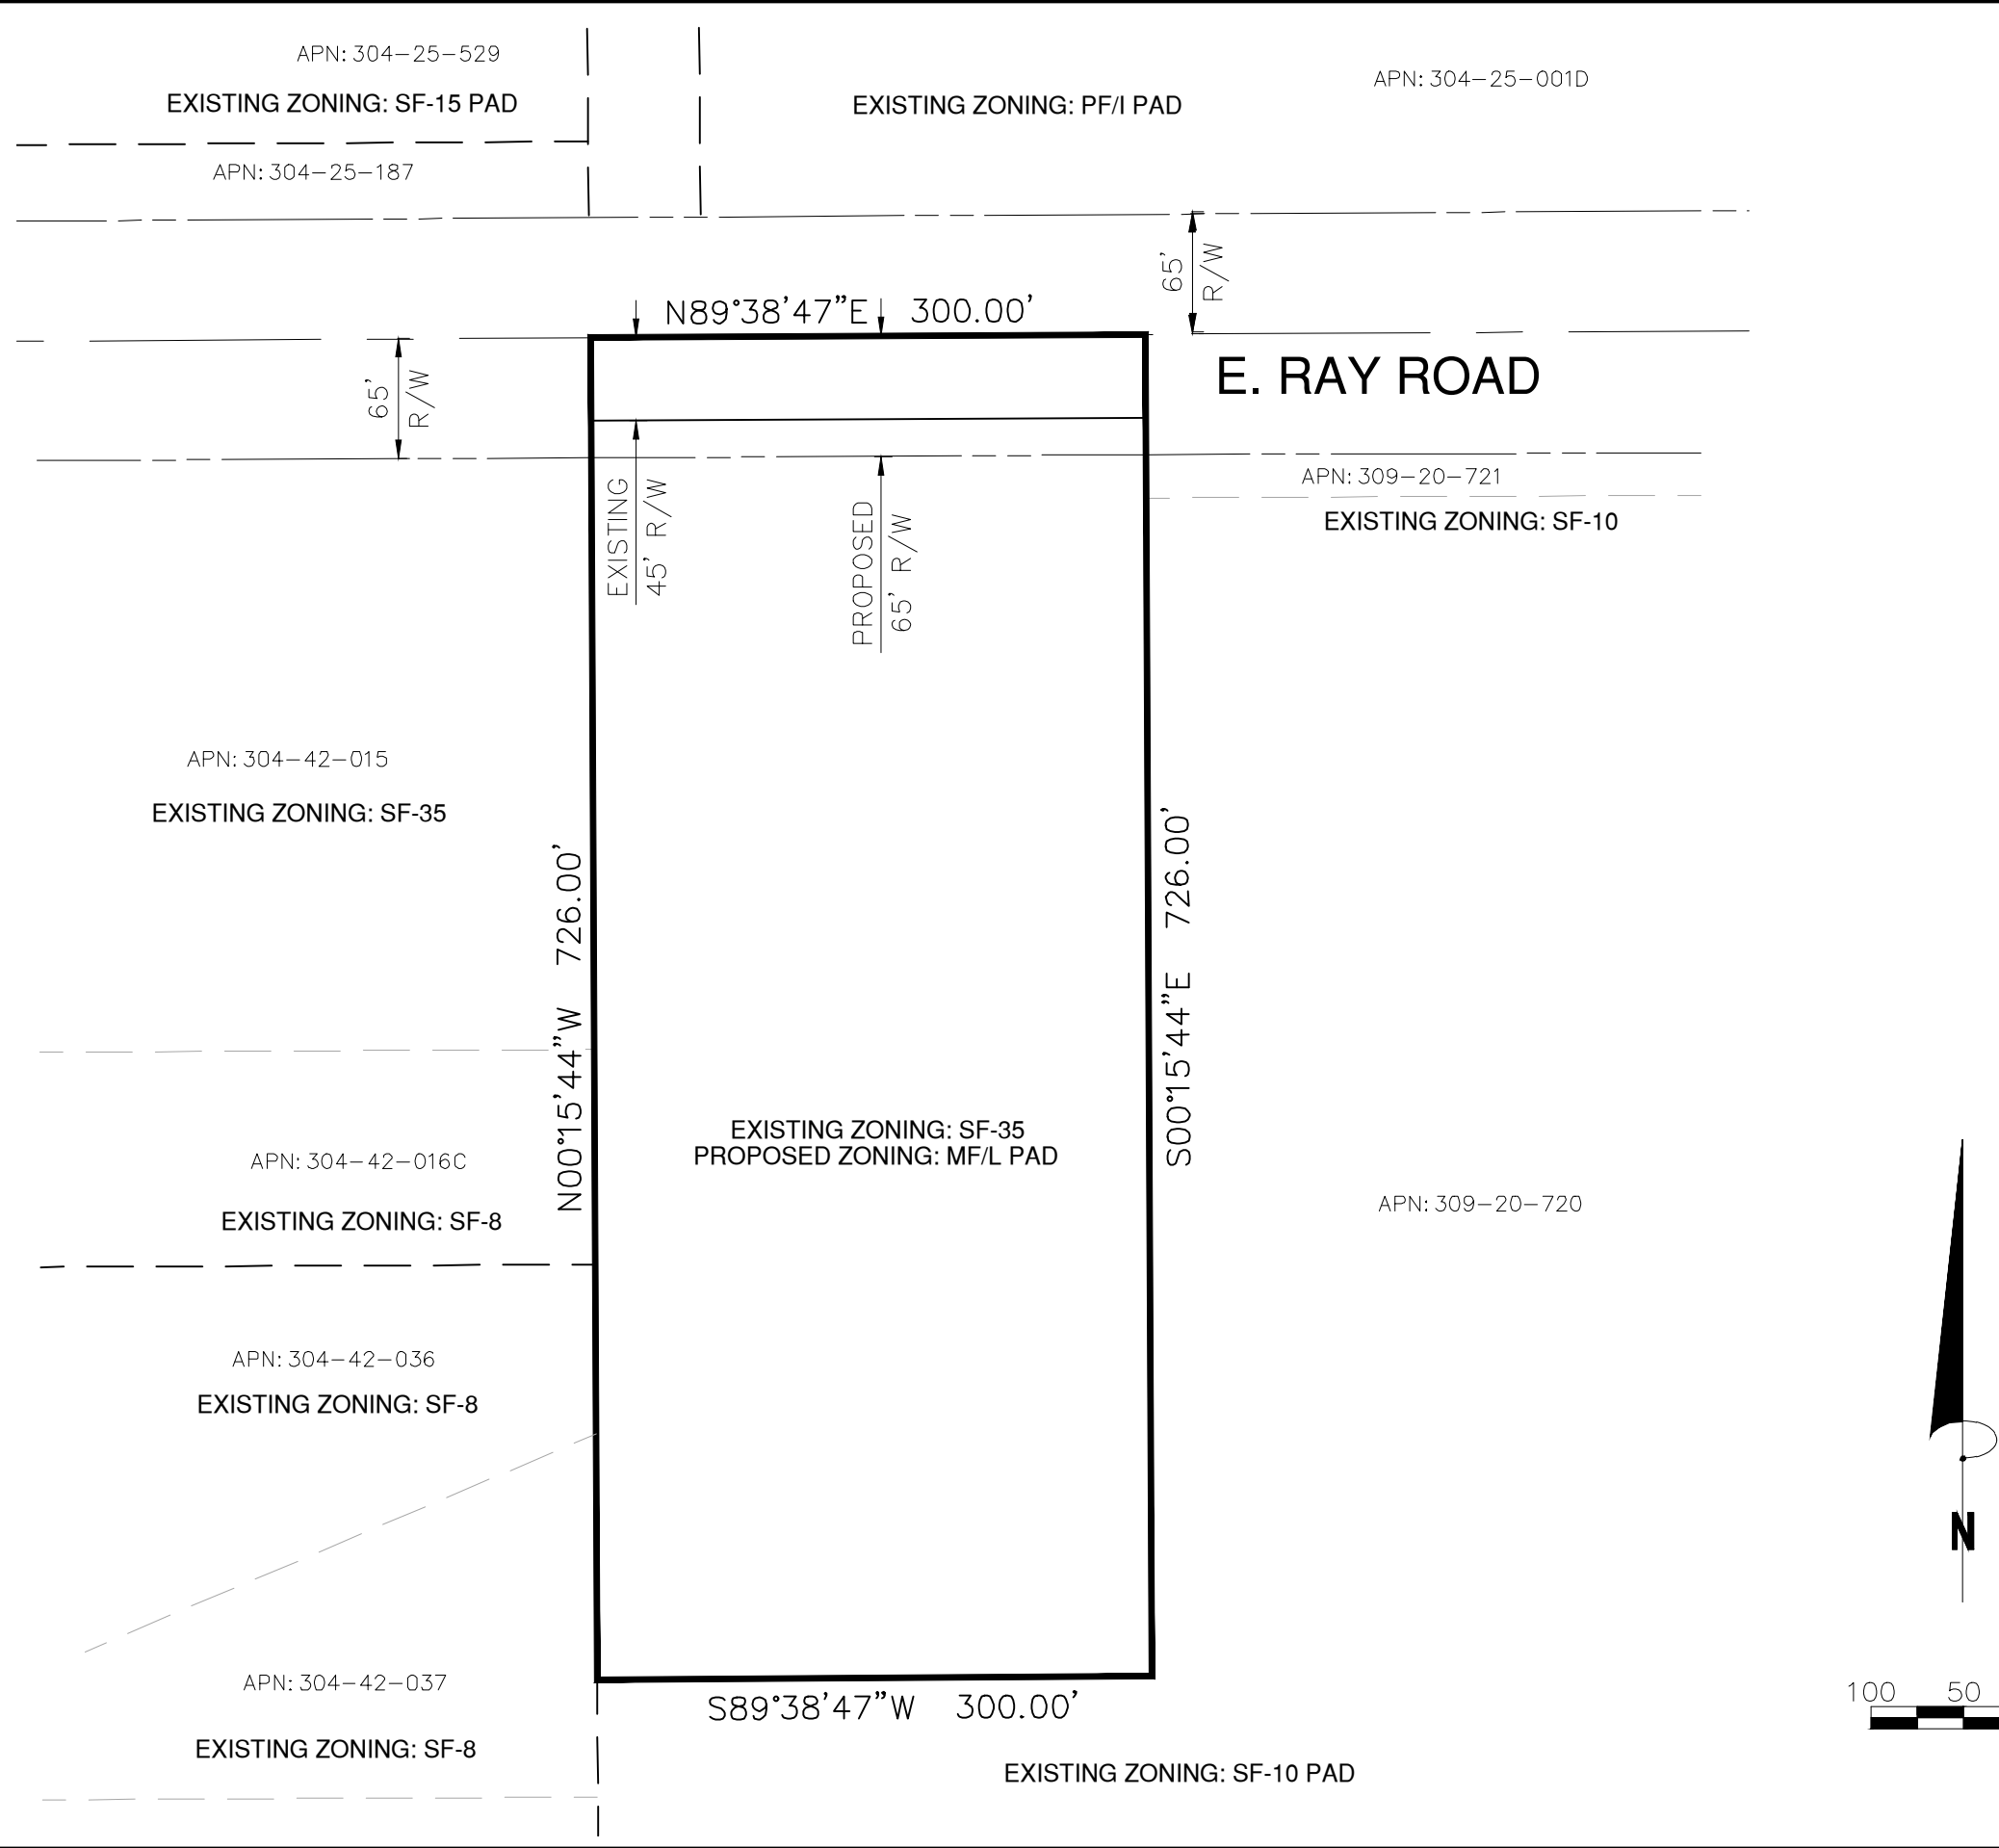 APN: 304-25-529
EXISTING ZONING: SF-15 PAD
APN: 304-25-187
EXISTING ZONING: PF/I PAD
APN: 304-25-001D
65'
R/W
N89°38'47"E 300.00'
E. RAY ROAD
65'
R/W
APN: 309-20-721
EXISTING ZONING: SF-10
EXISTING
45' R/W
PROPOSED
65' R/W
APN: 304-42-015
EXISTING ZONING: SF-35
N00°15'44"W 726.00'
S00°15'44"E 726.00'
EXISTING ZONING: SF-35
PROPOSED ZONING: MF/L PAD
APN: 304-42-016C
EXISTING ZONING: SF-8
APN: 309-20-720
APN: 304-42-036
EXISTING ZONING: SF-8
N
APN: 304-42-037
EXISTING ZONING: SF-8
S89°38'47"W 300.00'
100 50
EXISTING ZONING: SF-10 PAD